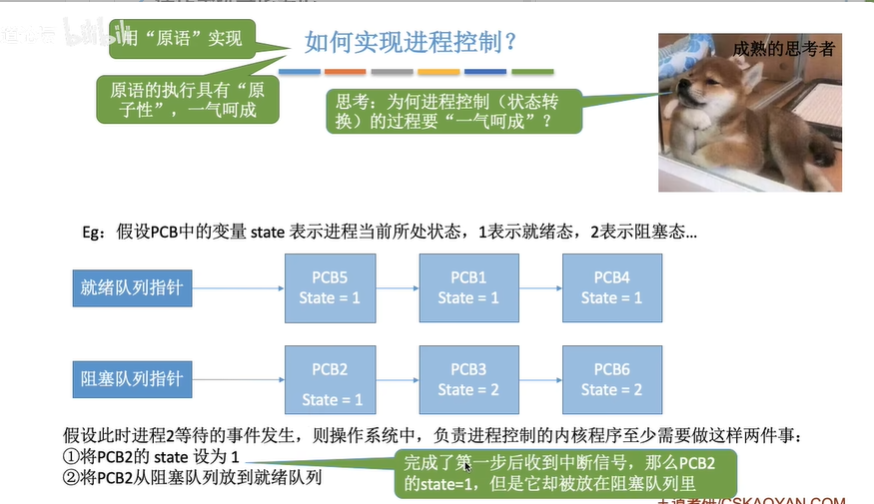 bilibili
用“原语”实现
如何实现进程控制？
成熟的思考者
原语的执行具有“原
子性”，一气呵成
思考：为何进程控制（状态转
换）的过程要“一气呵成”？
Eg：假设PCB中的变量 state 表示进程当前所处状态，1表示就绪态，2表示阻塞态…
就绪队列指针
PCB5
State = 1
PCB1
State = 1
PCB4
State = 1
阻塞队列指针
PCB2
State = 1
PCB3
State = 2
PCB6
State = 2
假设此时进程2等待的事件发生，则操作系统中，负责进程控制的内核程序至少需要做这样两件事：
①将PCB2的 state 设为 1
②将PCB2从阻塞队列放到就绪队列
完成了第一步后收到中断信号，那么PCB2
的state=1，但是它却被放在阻塞队列里
/CSKAOYAN.COM